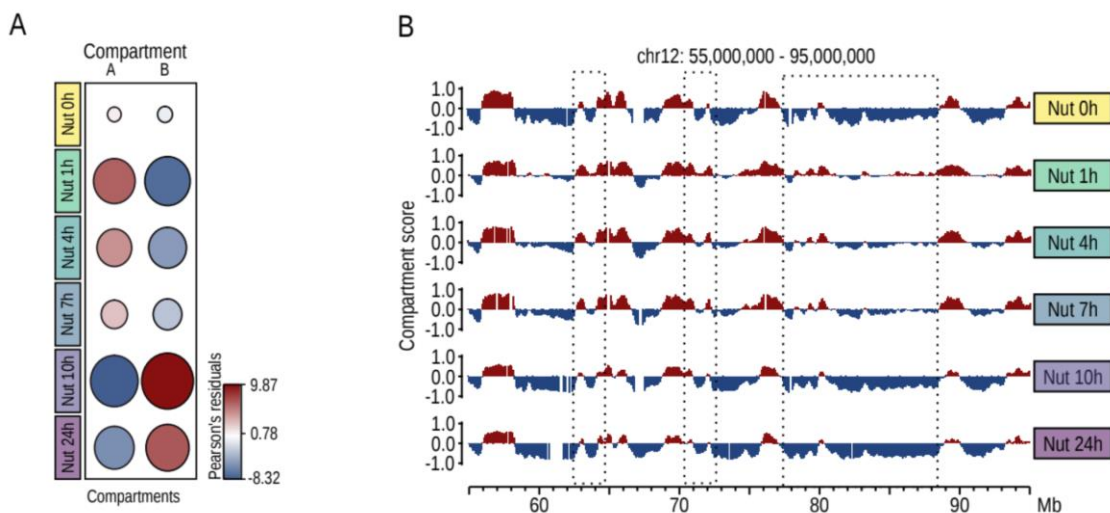 A
Compartment
A B
Nut 0h
Nut 1h
Nut 4h
Nut 7h
Nut 10h
Nut 24h
Compartments
Pearson's residuals
9.87
0.78
-8.32
B
chr12: 55,000,000 - 95,000,000
Compartment score
1.0
0.0
-1.0
Nut 0h
1.0
0.0
-1.0
Nut 1h
1.0
0.0
-1.0
Nut 4h
1.0
0.0
-1.0
Nut 7h
1.0
0.0
-1.0
Nut 10h
1.0
0.0
-1.0
Nut 24h
60 70 80 90 Mb